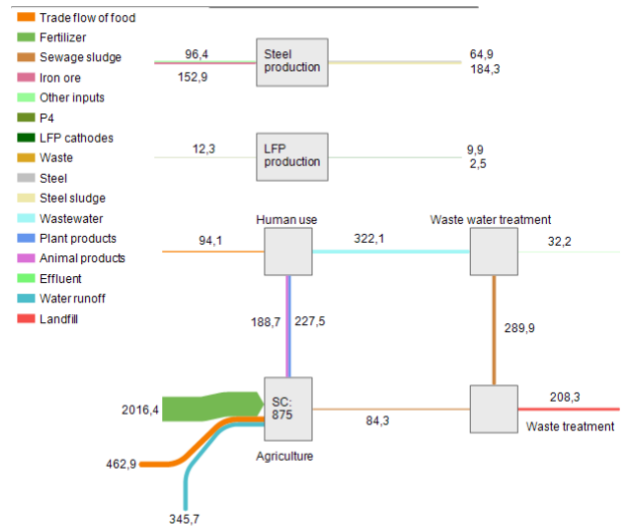 Trade flow of food
Fertilizer
Sewage sludge
Iron ore
Other inputs
P4
LFP cathodes
Waste
Steel
Steel sludge
Wastewater
Plant products
Animal products
Effluent
Water runoff
Landfill
96,4
152,9
Steel
production
64,9
184,3
12,3
LFP
production
9,9
2,5
Human use
Waste water treatment
94,1
322,1
32,2
188,7
227,5
289,9
2016,4
SC:
875
84,3
208,3
Waste treatment
Agriculture
462,9
345,7